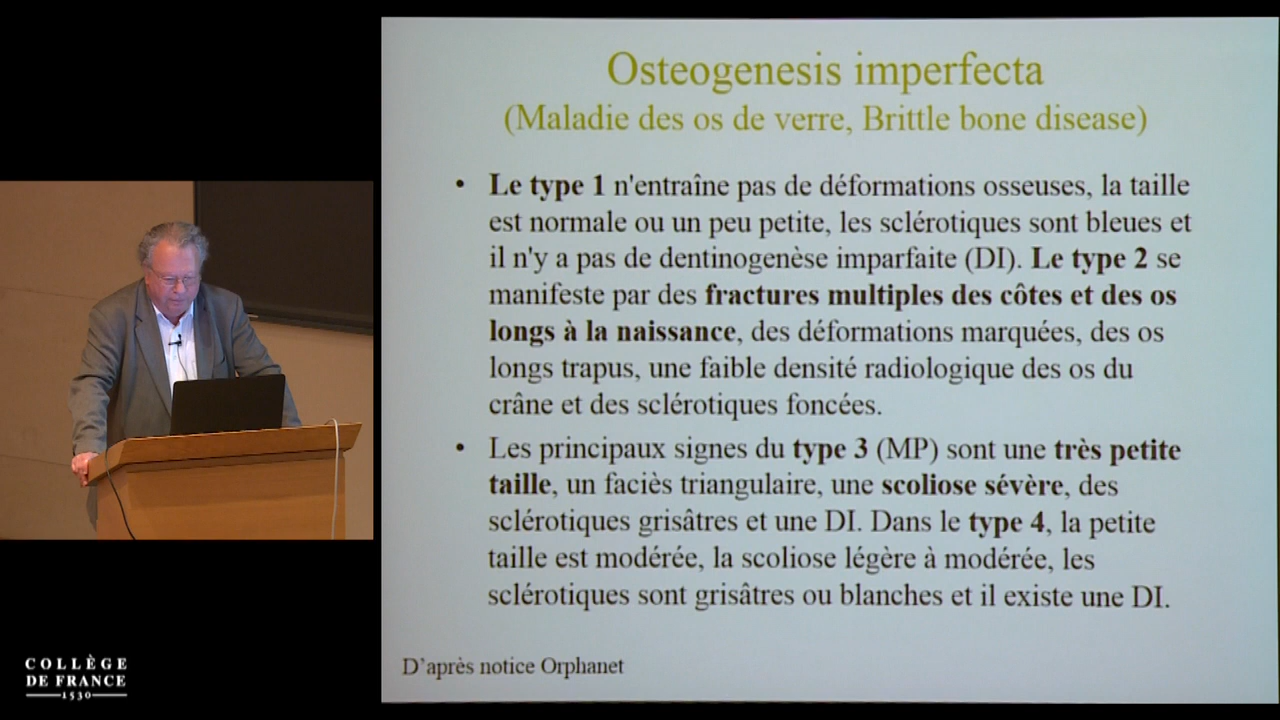 Osteogenesis imperfecta
(Maladie des os de verre, Brittle bone disease)
• Le type 1 n'entraîne pas de déformations osseuses, la taille
est normale ou un peu petite, les sclérotiques sont bleues et
il n'y a pas de dentinogenèse imparfaite (DI). Le type 2 se
manifeste par des fractures multiples des côtes et des os
longs à la naissance, des déformations marquées, des os
longs trapus, une faible densité radiologique des os du
crâne et des sclérotiques foncées.
• Les principaux signes du type 3 (MP) sont une très petite
taille, un faciès triangulaire, une scoliose sévère, des
sclérotiques grisâtres et une DI. Dans le type 4, la petite
taille est modérée, la scoliose légère à modérée, les
sclérotiques sont grisâtres ou blanches et il existe une DI.
D'après notice Orphanet
COLLÈGE
DE FRANCE
1530